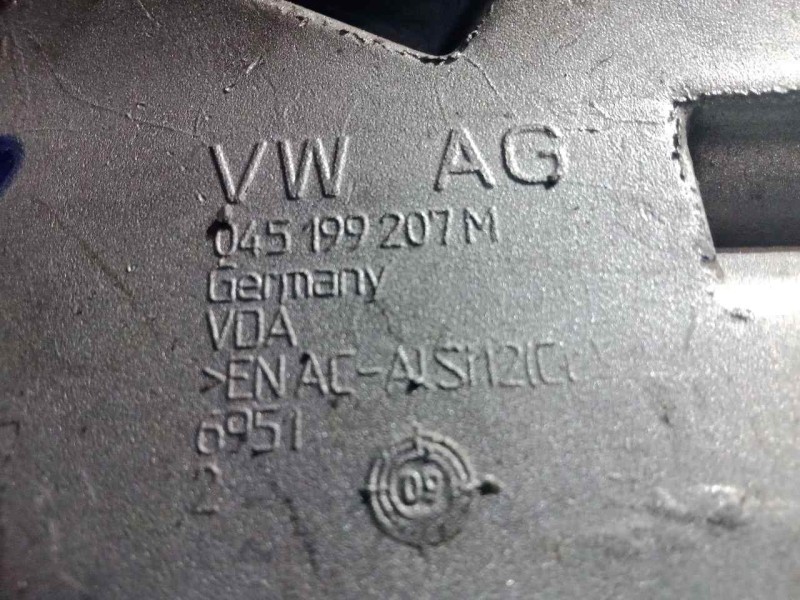 VW AG
045 199 207 M
Germany
VDA
>EN AC-AlSi12(Cu
6951
2
09